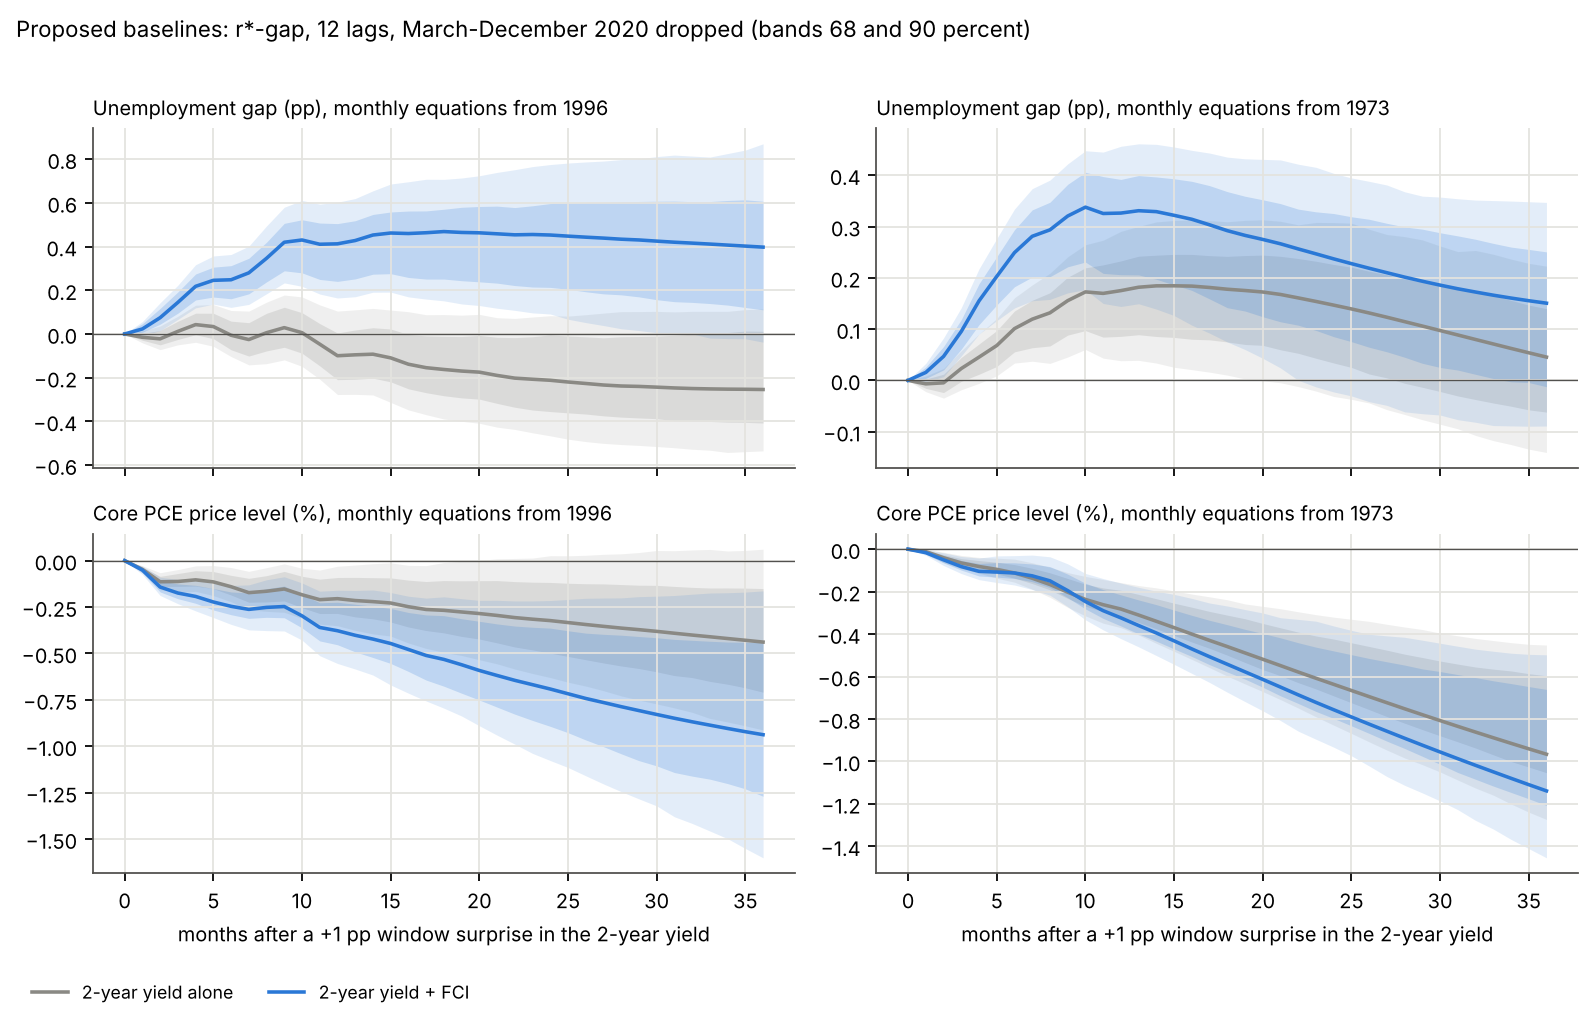 Proposed baselines: r*-gap, 12 lags, March-December 2020 dropped (bands 68 and 90 percent)
Unemployment gap (pp), monthly equations from 1996
0.8
0.6
0.4
0.2
0.0
−0.2
−0.4
−0.6
Unemployment gap (pp), monthly equations from 1973
0.4
0.3
0.2
0.1
0.0
−0.1
Core PCE price level (%), monthly equations from 1996
0.00
−0.25
−0.50
−0.75
−1.00
−1.25
−1.50
0 5 10 15 20 25 30 35
months after a +1 pp window surprise in the 2-year yield
Core PCE price level (%), monthly equations from 1973
0.0
−0.2
−0.4
−0.6
−0.8
−1.0
−1.2
−1.4
0 5 10 15 20 25 30 35
months after a +1 pp window surprise in the 2-year yield
2-year yield alone
2-year yield + FCI